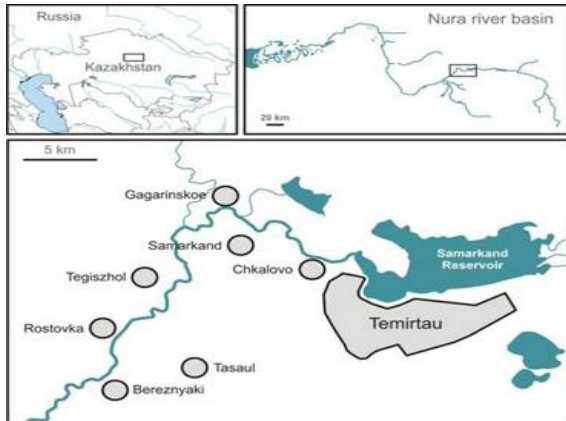 Russia
Kazakhstan
Nura river basin
20 km
5 km
Gagarinskoe
Samarkand
Chkalovo
Samarkand
Reservoir
Tegiszhol
Temirtau
Rostovka
Tasaul
Bereznyaki